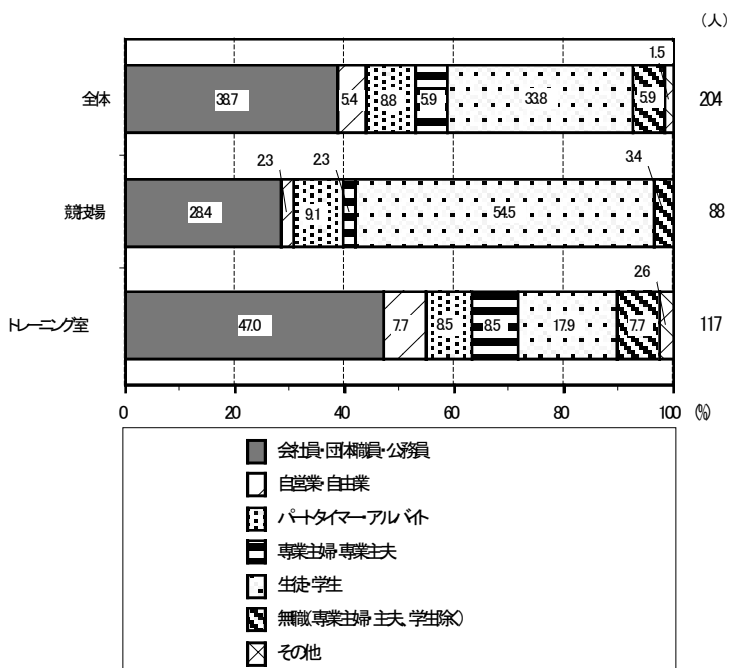 (人)
1.5
全体 38.7 5.4 8.8 5.9 33.8 5.9 204
2.3 2.3 3.4
競技場 28.4 9.1 54.5 88
2.6
トレーニング室 47.0 7.7 8.5 8.5 17.9 7.7 117
0 20 40 60 80 100 (%)
会社員・団体職員・公務員
自営業・自由業
パートタイマー・アルバイト
専業主婦・専業主夫
生徒・学生
無職(専業主婦・主夫、学生除く)
その他